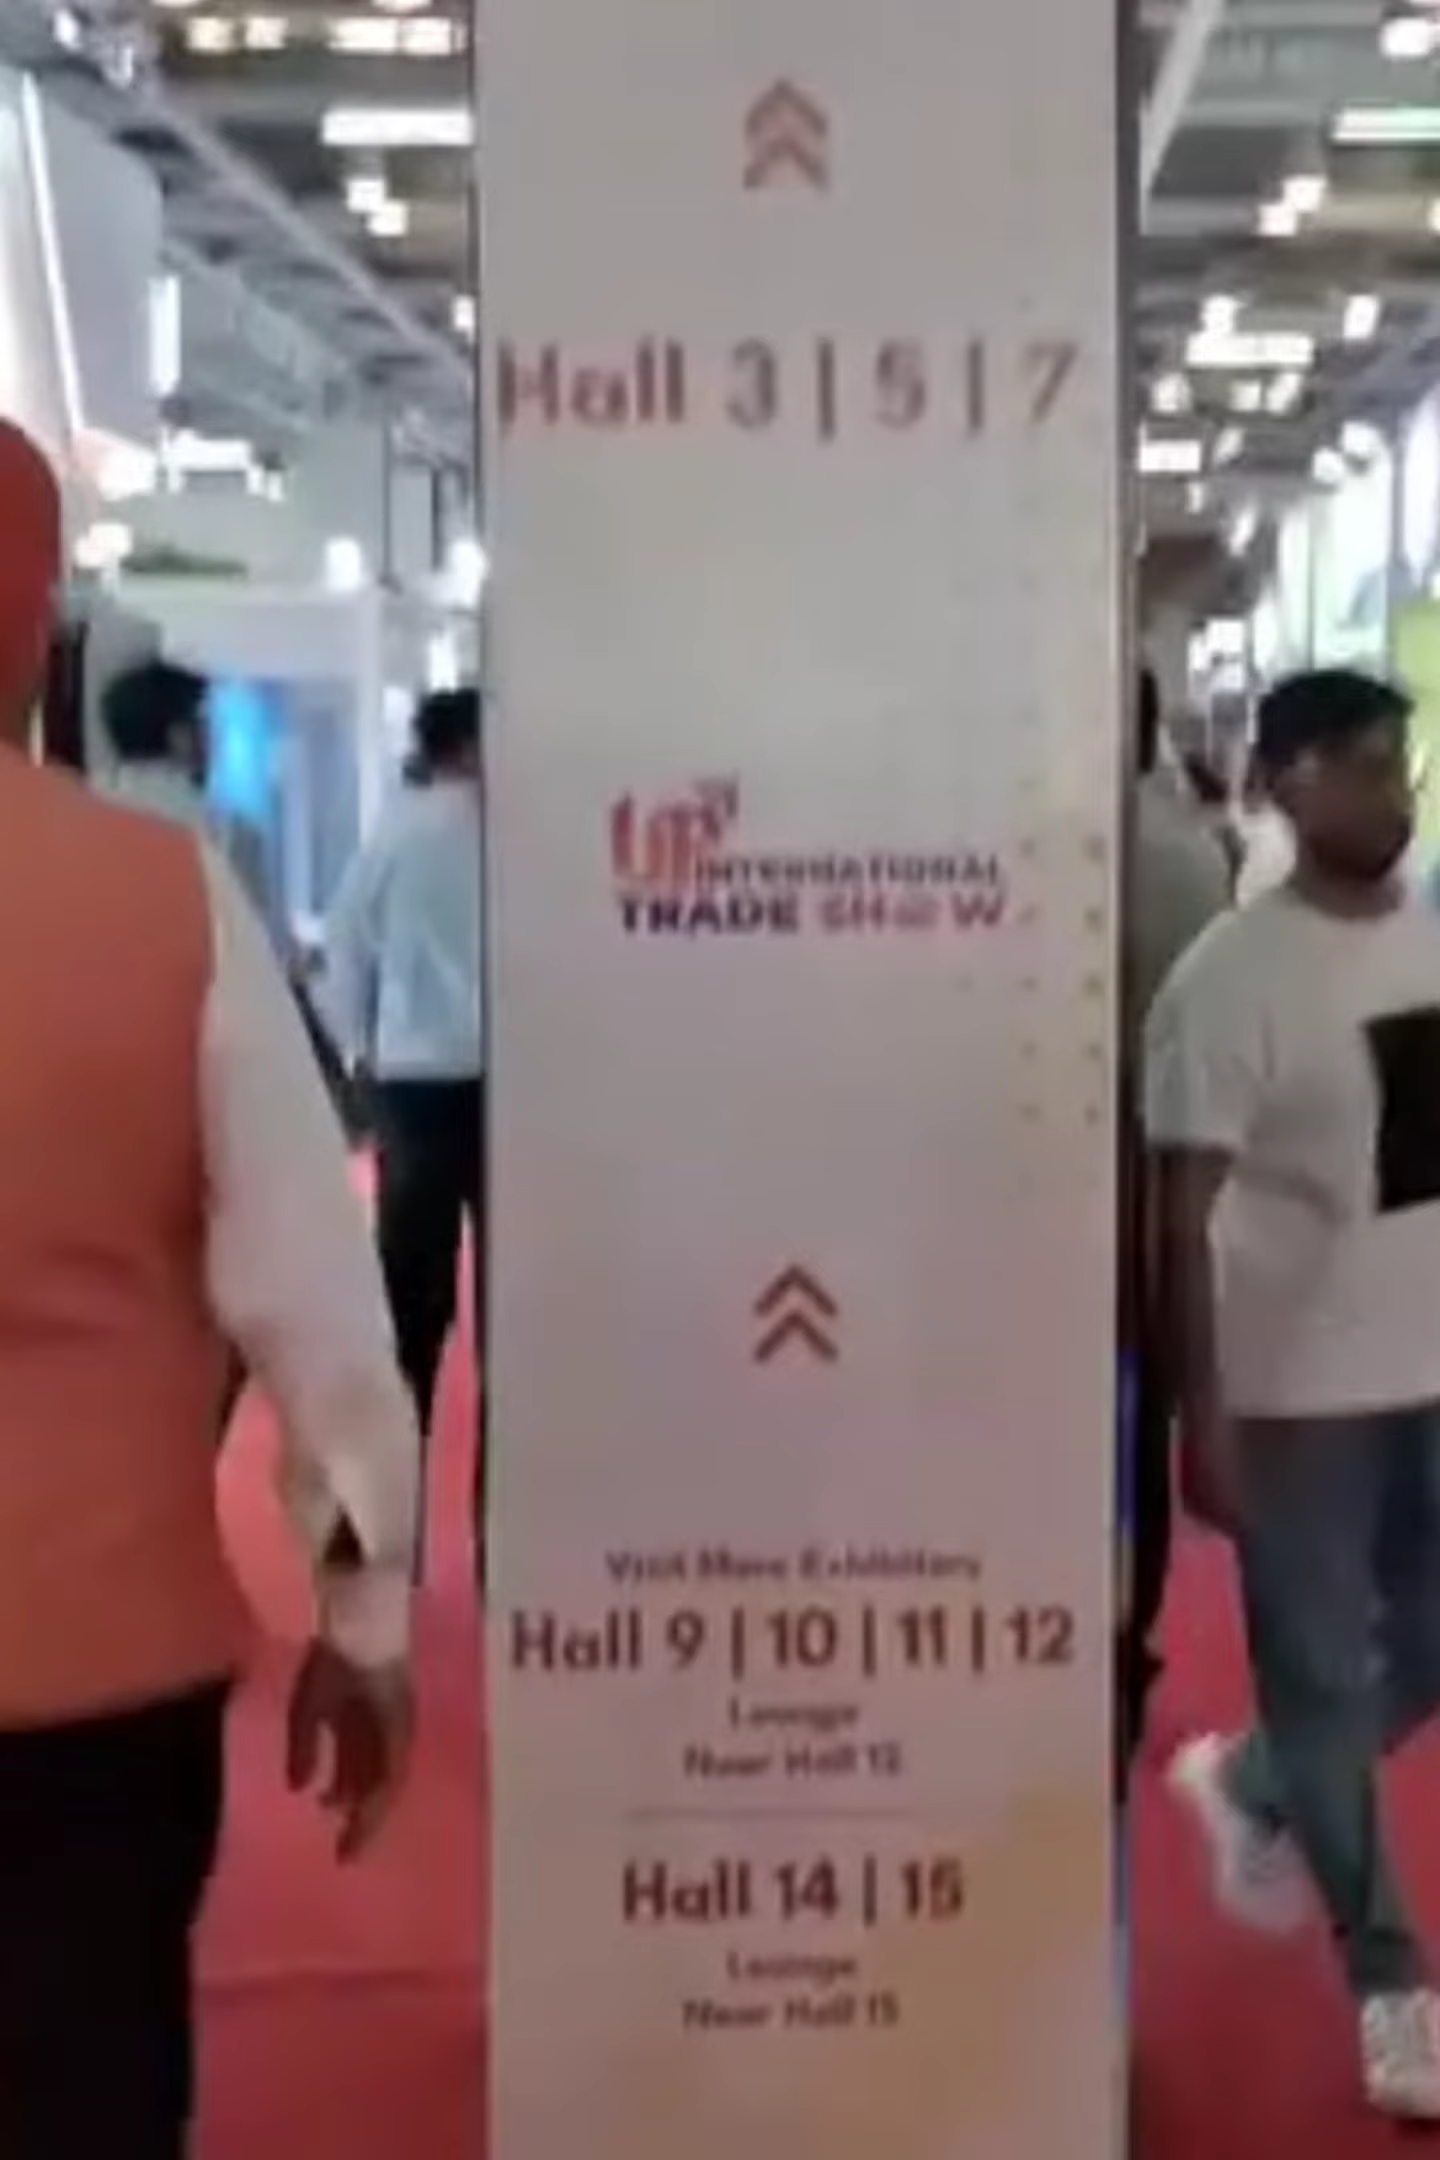 Hall 3 | 5 | 7
UP
INTERNATIONAL
TRADE SHOW
Visit More Exhibitors
Hall 9 | 10 | 11 | 12
Lounge
Near Hall 12
Hall 14 | 15
Lounge
Near Hall 15